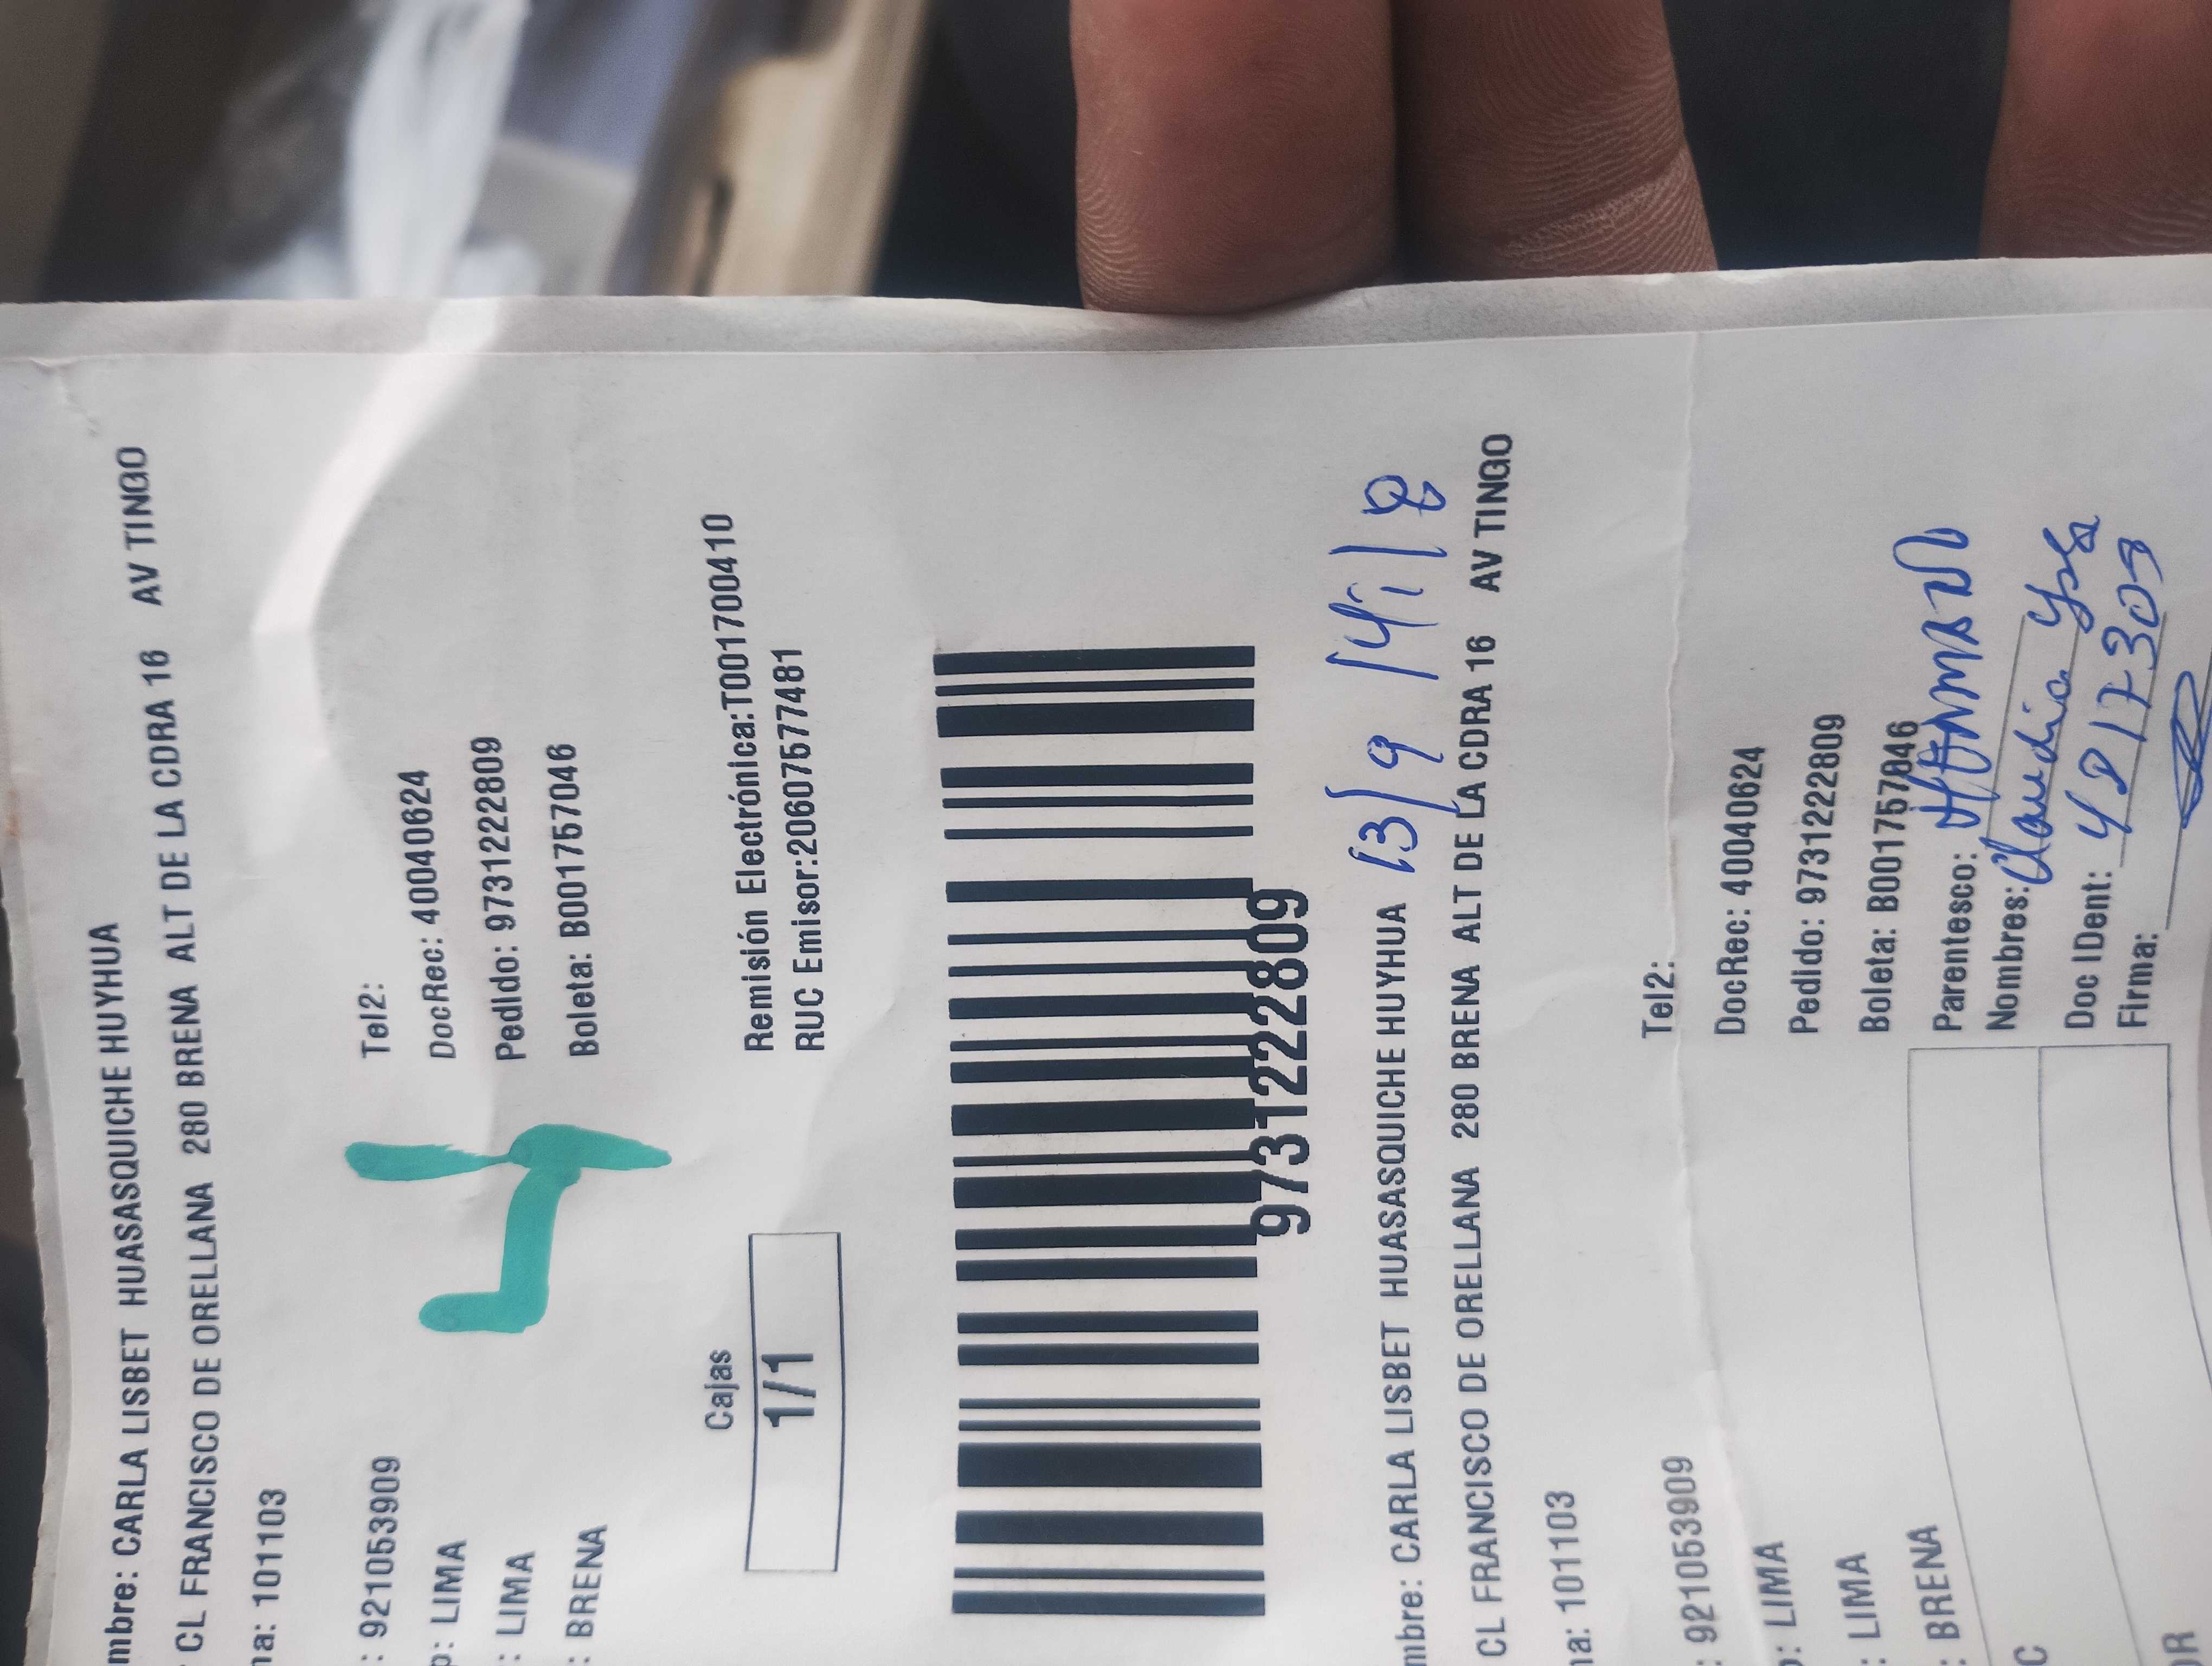 mbre: CARLA LISBET HUASASQUICHE HUYHUA
CL FRANCISCO DE ORELLANA 280 BRENA ALT DE LA CDRA 16 AV TINGO
na: 101103
: 921053909 Tel2:
p: LIMA DocRec: 40040624
: LIMA Pedido: 9731222809
: BRENA Boleta: B001757046
4
Cajas
1/1
Remisión Electrónica:T001700410
RUC Emisor:20607577481
9731222809
13/9
mbre: CARLA LISBET HUASASQUICHE HUYHUA
CL FRANCISCO DE ORELLANA 280 BRENA ALT DE LA CDRA 16 AV TINGO
na: 101103
: 921053909 Tel2:
p: LIMA DocRec: 40040624
: LIMA Pedido: 9731222809
: BRENA Boleta: B001757046
Parentesco:
Nombres: Claudia
Doc IDent: 48177309
Firma:
C
OR